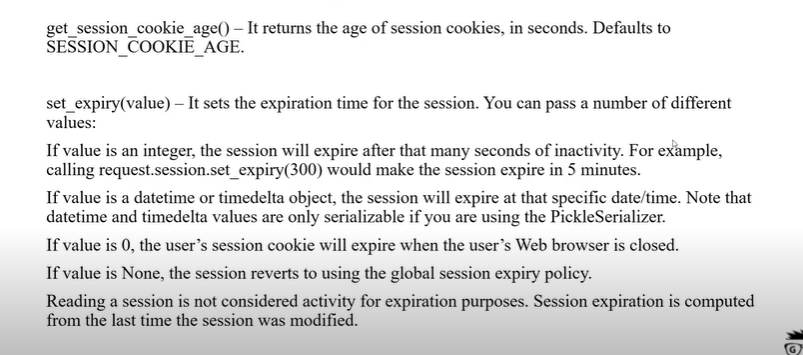 get_session_cookie_age() – It returns the age of session cookies, in seconds. Defaults to
SESSION_COOKIE_AGE.
set_expiry(value) – It sets the expiration time for the session. You can pass a number of different
values:
If value is an integer, the session will expire after that many seconds of inactivity. For example,
calling request.session.set_expiry(300) would make the session expire in 5 minutes.
If value is a datetime or timedelta object, the session will expire at that specific date/time. Note that
datetime and timedelta values are only serializable if you are using the PickleSerializer.
If value is 0, the user’s session cookie will expire when the user’s Web browser is closed.
If value is None, the session reverts to using the global session expiry policy.
Reading a session is not considered activity for expiration purposes. Session expiration is computed
from the last time the session was modified.
G